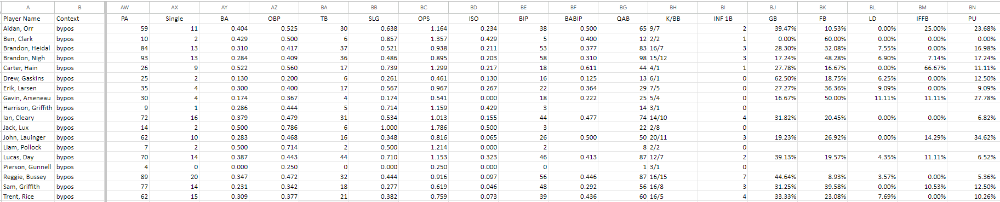 A B AW AX AY AZ BA BB BC BD BE BF BG BH BI BJ BK BL BM BN
Player Name Context PA Single BA OBP TB SLG OPS ISO BIP BABIP QAB K/BB INF 1B GB FB LD IFFB PU
Aidan, Orr bypos 59 11 0.404 0.525 30 0.638 1.164 0.234 38 0.500 65 9/7 2 39.47% 10.53% 0.00% 25.00% 23.68%
Ben, Clark bypos 10 2 0.429 0.500 6 0.857 1.357 0.429 5 0.400 12 2/2 1 0.00% 60.00% 0.00% 0.00% 0.00%
Brandon, Heidal bypos 84 13 0.310 0.417 37 0.521 0.938 0.211 53 0.377 83 16/7 3 28.30% 32.08% 7.55% 0.00% 16.98%
Brandon, Nigh bypos 93 13 0.284 0.409 36 0.486 0.895 0.203 58 0.310 98 15/12 3 17.24% 48.28% 6.90% 7.14% 17.24%
Carter, Hain bypos 26 9 0.522 0.560 17 0.739 1.299 0.217 18 0.611 44 4/1 1 27.78% 16.67% 0.00% 66.67% 11.11%
Drew, Gaskins bypos 25 2 0.130 0.200 6 0.261 0.461 0.130 16 0.125 13 6/1 0 62.50% 18.75% 6.25% 0.00% 12.50%
Erik, Larsen bypos 35 4 0.300 0.400 17 0.567 0.967 0.267 22 0.364 29 7/5 0 27.27% 36.36% 9.09% 0.00% 9.09%
Gavin, Arseneau bypos 30 4 0.174 0.367 4 0.174 0.541 0.000 18 0.222 25 5/4 0 16.67% 50.00% 11.11% 11.11% 27.78%
Harrison, Griffith bypos 9 1 0.286 0.444 5 0.714 1.159 0.429 3 14 3/1 0
Ian, Cleary bypos 72 16 0.379 0.479 31 0.534 1.013 0.155 44 0.477 74 14/10 4 31.82% 20.45% 0.00% 0.00% 6.82%
Jack, Lux bypos 14 2 0.500 0.786 6 1.000 1.786 0.500 3 22 2/8 0
John, Lauinger bypos 62 10 0.283 0.468 16 0.348 0.816 0.065 26 0.500 50 20/11 3 19.23% 26.92% 0.00% 14.29% 34.62%
Liam, Pollock bypos 7 2 0.500 0.714 2 0.500 1.214 0.000 2 8 2/2 0
Lucas, Day bypos 70 14 0.387 0.443 44 0.710 1.153 0.323 46 0.413 87 12/7 2 39.13% 19.57% 4.35% 11.11% 6.52%
Pierson, Gunnell bypos 4 0 0.000 0.250 0 0.000 0.250 0.000 0 1 3/1 0
Reggie, Bussey bypos 89 20 0.347 0.472 32 0.444 0.916 0.097 56 0.446 87 16/15 7 44.64% 8.93% 3.57% 0.00% 5.36%
Sam, Griffith bypos 77 14 0.231 0.342 18 0.277 0.619 0.046 48 0.292 56 16/8 3 31.25% 39.58% 0.00% 10.53% 12.50%
Trent, Rice bypos 62 15 0.309 0.377 21 0.382 0.759 0.073 39 0.436 60 16/5 4 33.33% 23.08% 7.69% 0.00% 10.26%